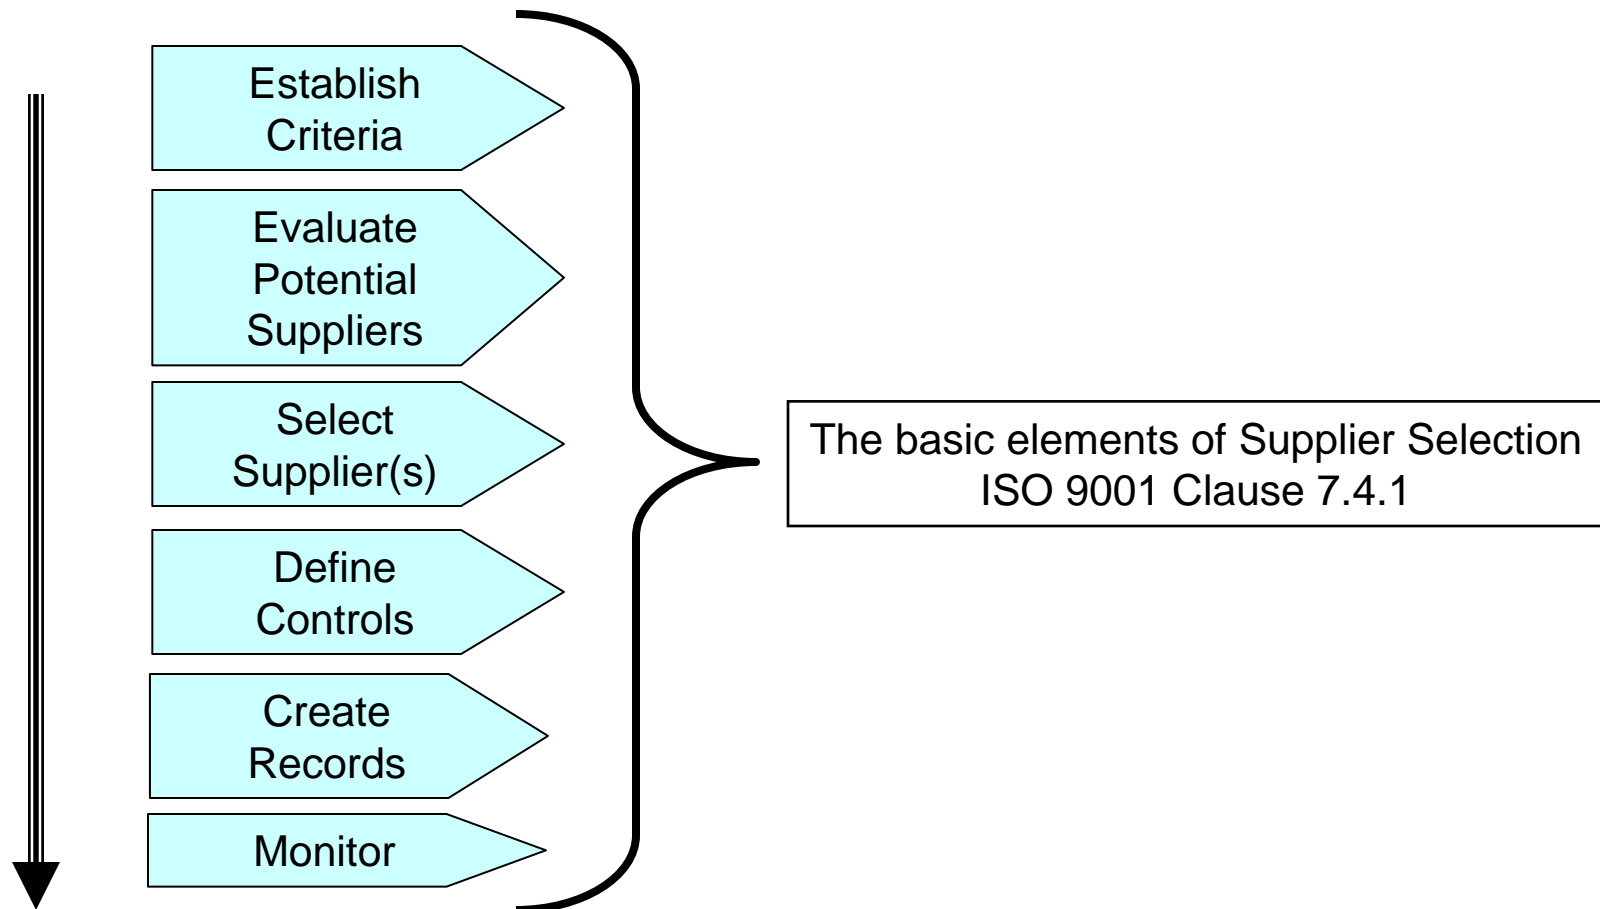 Establish
Criteria
Evaluate
Potential
Suppliers
Select
Supplier(s)
Define
Controls
Create
Records
Monitor
The basic elements of Supplier Selection
ISO 9001 Clause 7.4.1